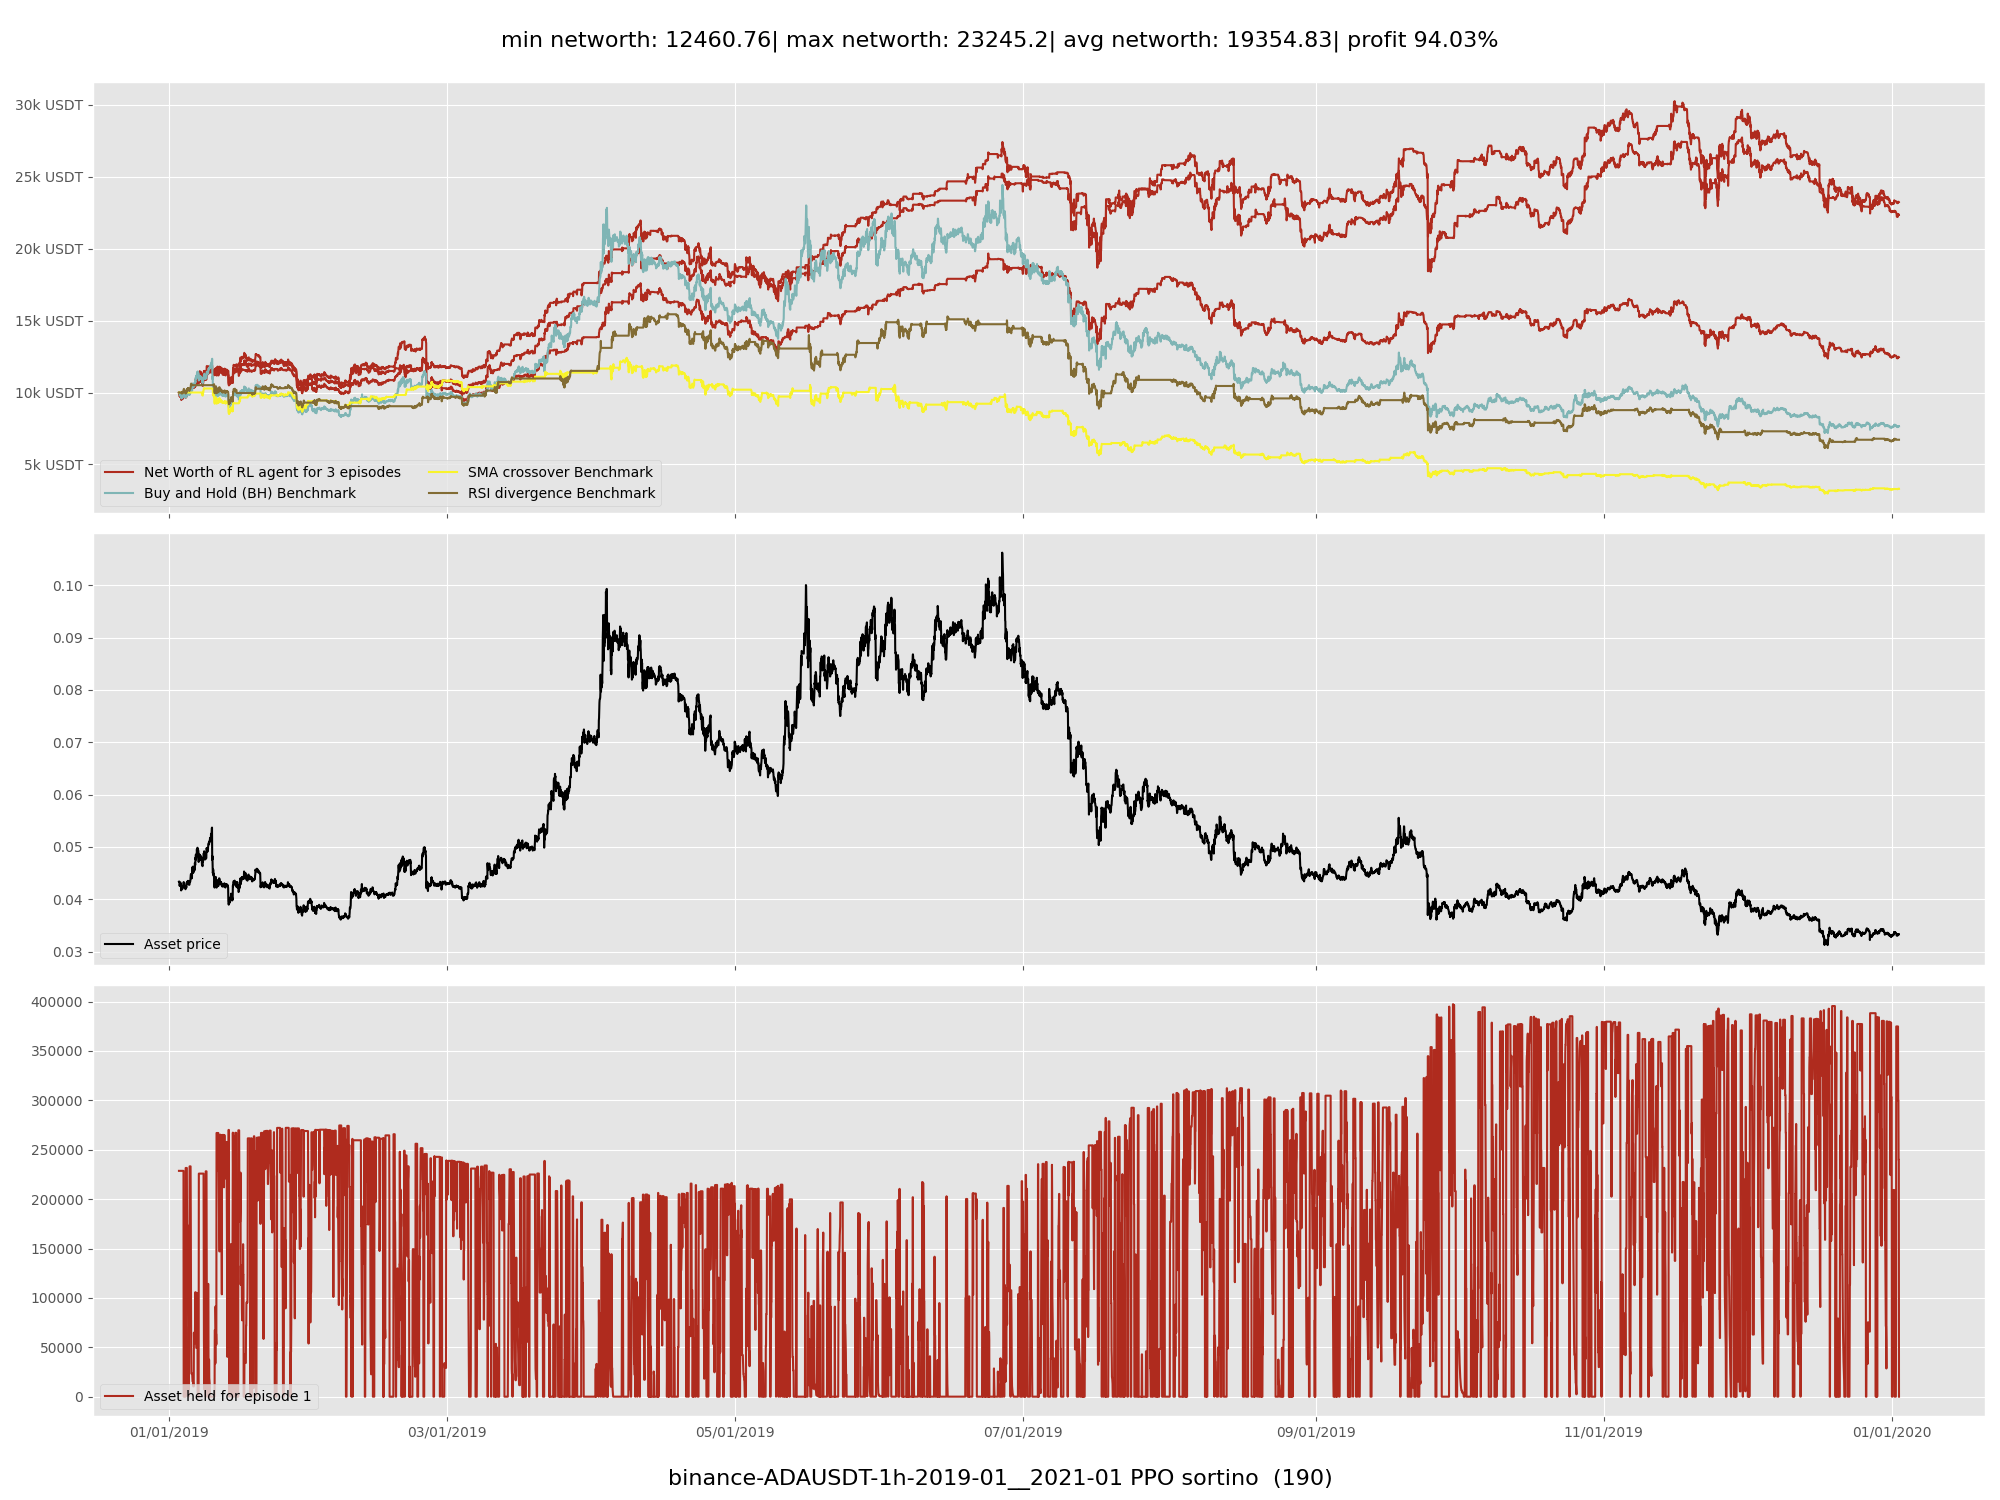 min networth: 12460.76| max networth: 23245.2| avg networth: 19354.83| profit 94.03%
30k USDT
25k USDT
20k USDT
15k USDT
10k USDT
5k USDT
Net Worth of RL agent for 3 episodes
Buy and Hold (BH) Benchmark
SMA crossover Benchmark
RSI divergence Benchmark
0.10
0.09
0.08
0.07
0.06
0.05
0.04
0.03
Asset price
400000
350000
300000
250000
200000
150000
100000
50000
0
Asset held for episode 1
01/01/2019 03/01/2019 05/01/2019 07/01/2019 09/01/2019 11/01/2019 01/01/2020
binance-ADAUSDT-1h-2019-01__2021-01 PPO sortino  (190)